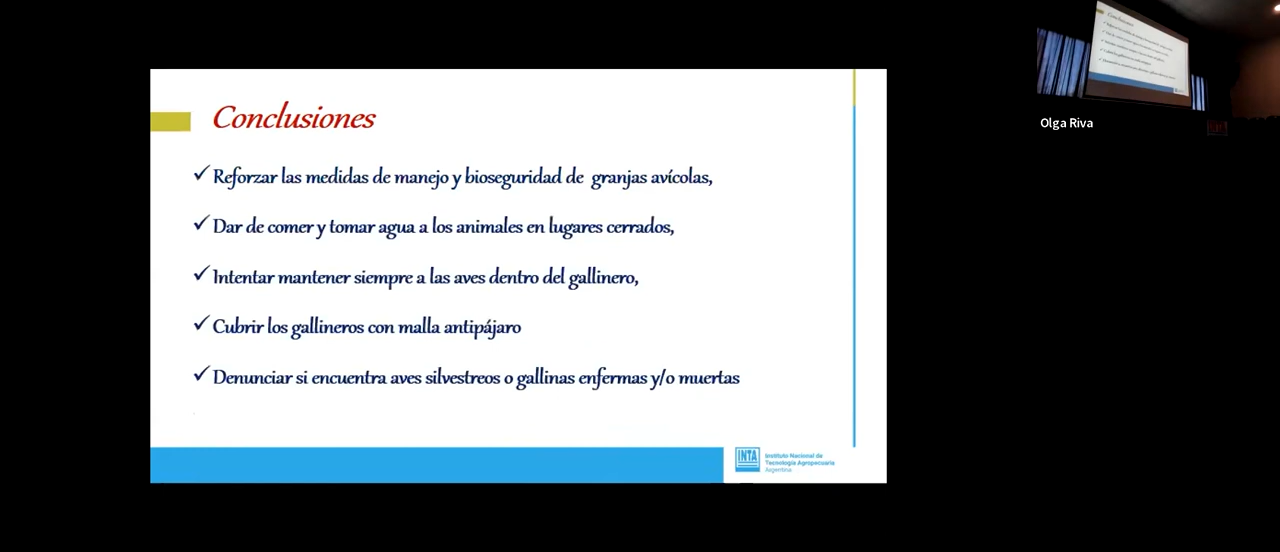 Conclusiones
✓Reforzar las medidas de manejo y bioseguridad de granjas avícolas,
✓Dar de comer y tomar agua a los animales en lugares cerrados,
✓Intentar mantener siempre a las aves dentro del gallinero,
✓Cubrir los gallineros con malla antipájaro
✓Denunciar si encuentra aves silvestreos o gallinas enfermas y/o muertas
INTA
Instituto Nacional de
Tecnología Agropecuaria
Argentina
Conclusiones
Olga Riva